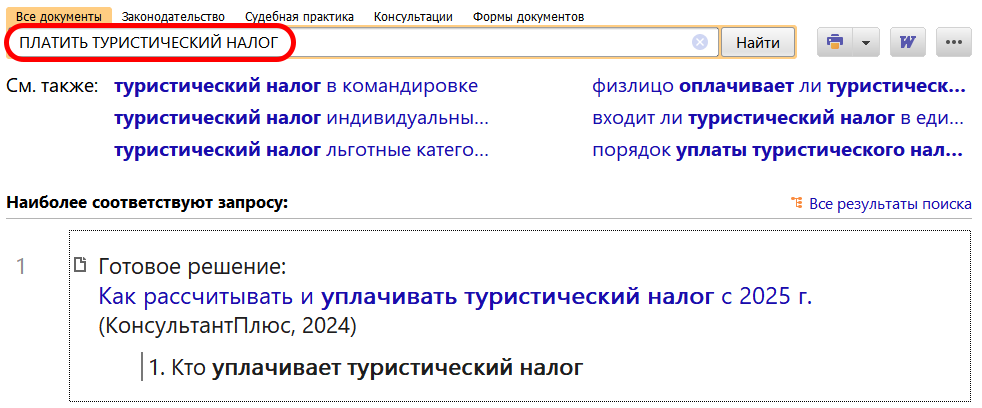 Все документы Законодательство Судебная практика Консультации Формы документов
ПЛАТИТЬ ТУРИСТИЧЕСКИЙ НАЛОГ Найти W
См. также: туристический налог в командировке физлицо оплачивает ли туристическ...
туристический налог индивидуальны... входит ли туристический налог в еди...
туристический налог льготные катего... порядок уплаты туристического нал...
Наиболее соответствуют запросу: Все результаты поиска
1 Готовое решение:
Как рассчитывать и уплачивать туристический налог с 2025 г.
(КонсультантПлюс, 2024)
1. Кто уплачивает туристический налог